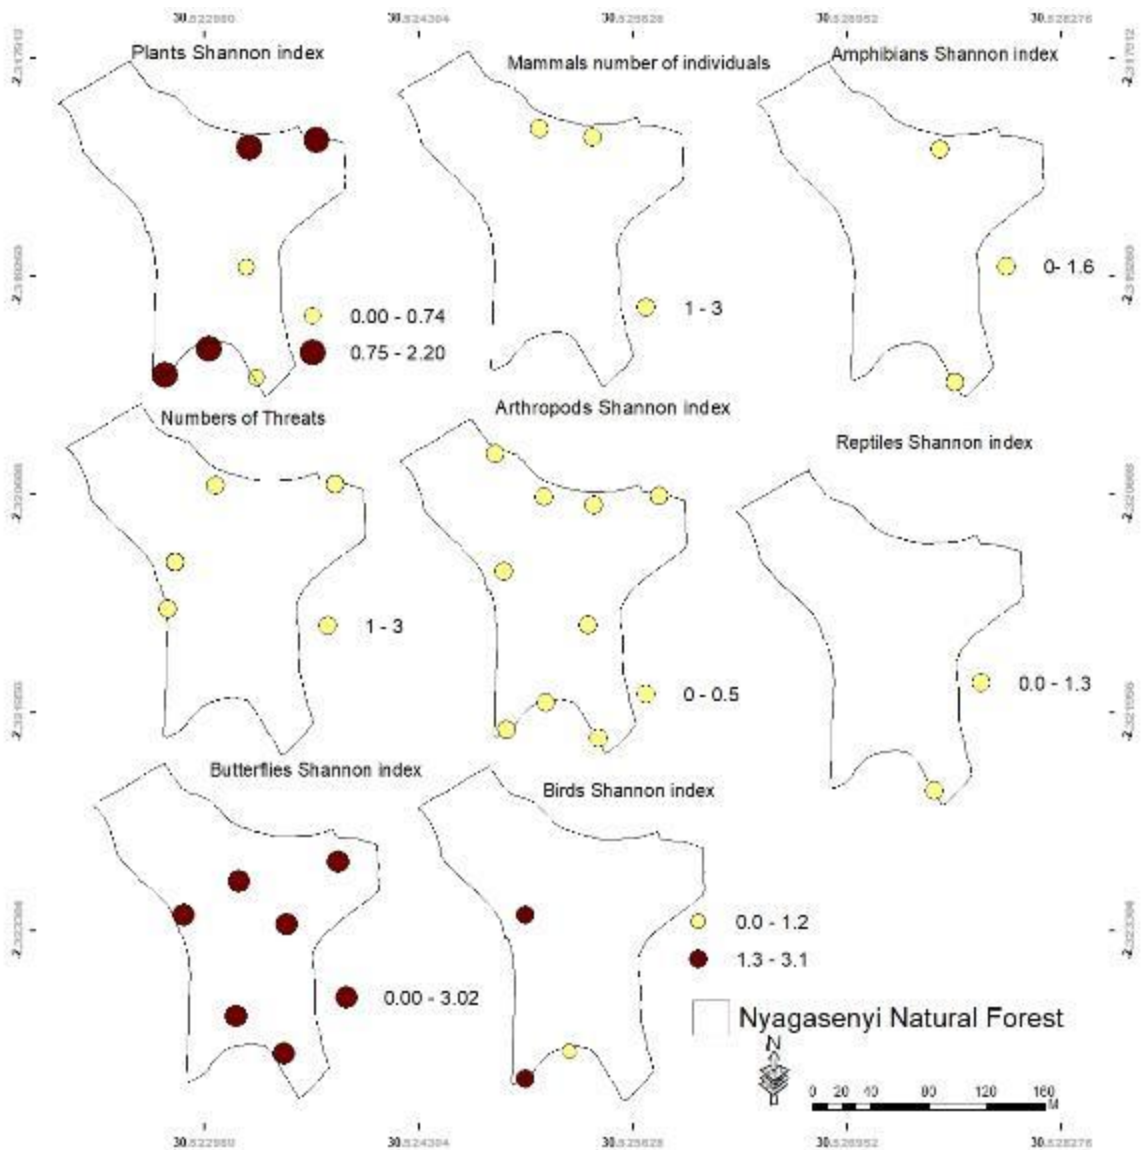 30.522980 30.524304 30.525628 30.526952 30.528276
Plants Shannon index
Mammals number of individuals
Amphibians Shannon index
0.00 - 0.74
0.75 - 2.20
1 - 3
0- 1.6
Numbers of Threats
Arthropods Shannon index
Reptiles Shannon index
1 - 3
0 - 0.5
0.0 - 1.3
Butterflies Shannon index
Birds Shannon index
0.00 - 3.02
0.0 - 1.2
1.3 - 3.1
Nyagasenyi Natural Forest
N
0 20 40 80 120 160
M
30.522980 30.524304 30.525628 30.526952 30.528276